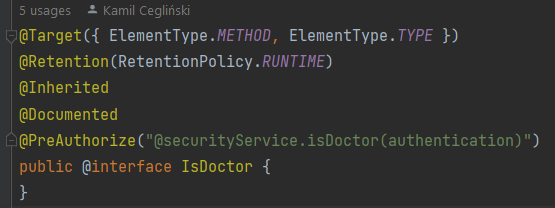 5 usages Kamil Cegliński
@Target({ ElementType.METHOD, ElementType.TYPE })
@Retention(RetentionPolicy.RUNTIME)
@Inherited
@Documented
@PreAuthorize("@securityService.isDoctor(authentication)")
public @interface IsDoctor {
}